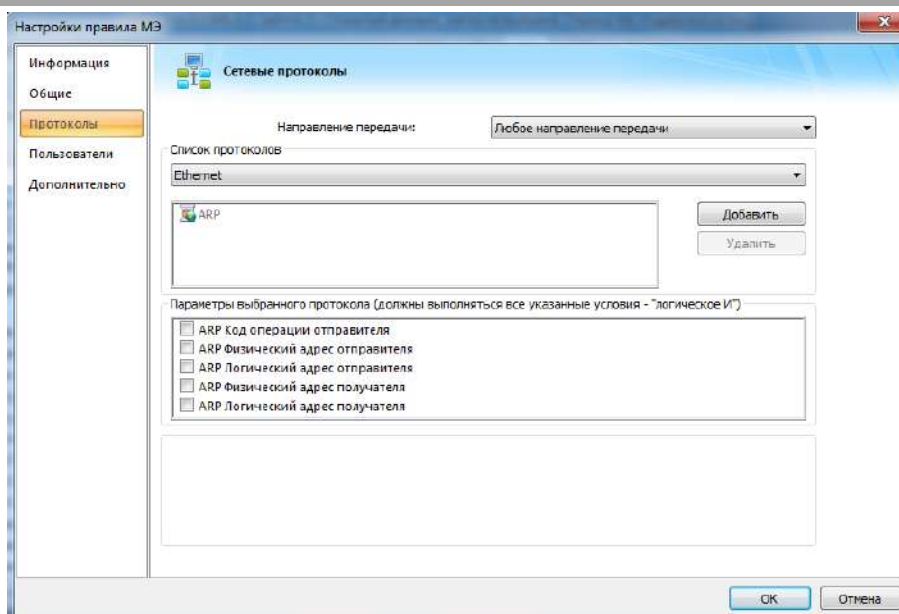 Настройки правила МЭ
Информация
Общие
Протоколы
Пользователи
Дополнительно
Сетевые протоколы
Направление передачи:
Любое направление передачи
Список протоколов
Ethernet
ARP
Добавить
Удалить
Параметры выбранного протокола (должны выполняться все указанные условия - "логическое И")
ARP Код операции отправителя
ARP Физический адрес отправителя
ARP Логический адрес отправителя
ARP Физический адрес получателя
ARP Логический адрес получателя
OK
Отмена